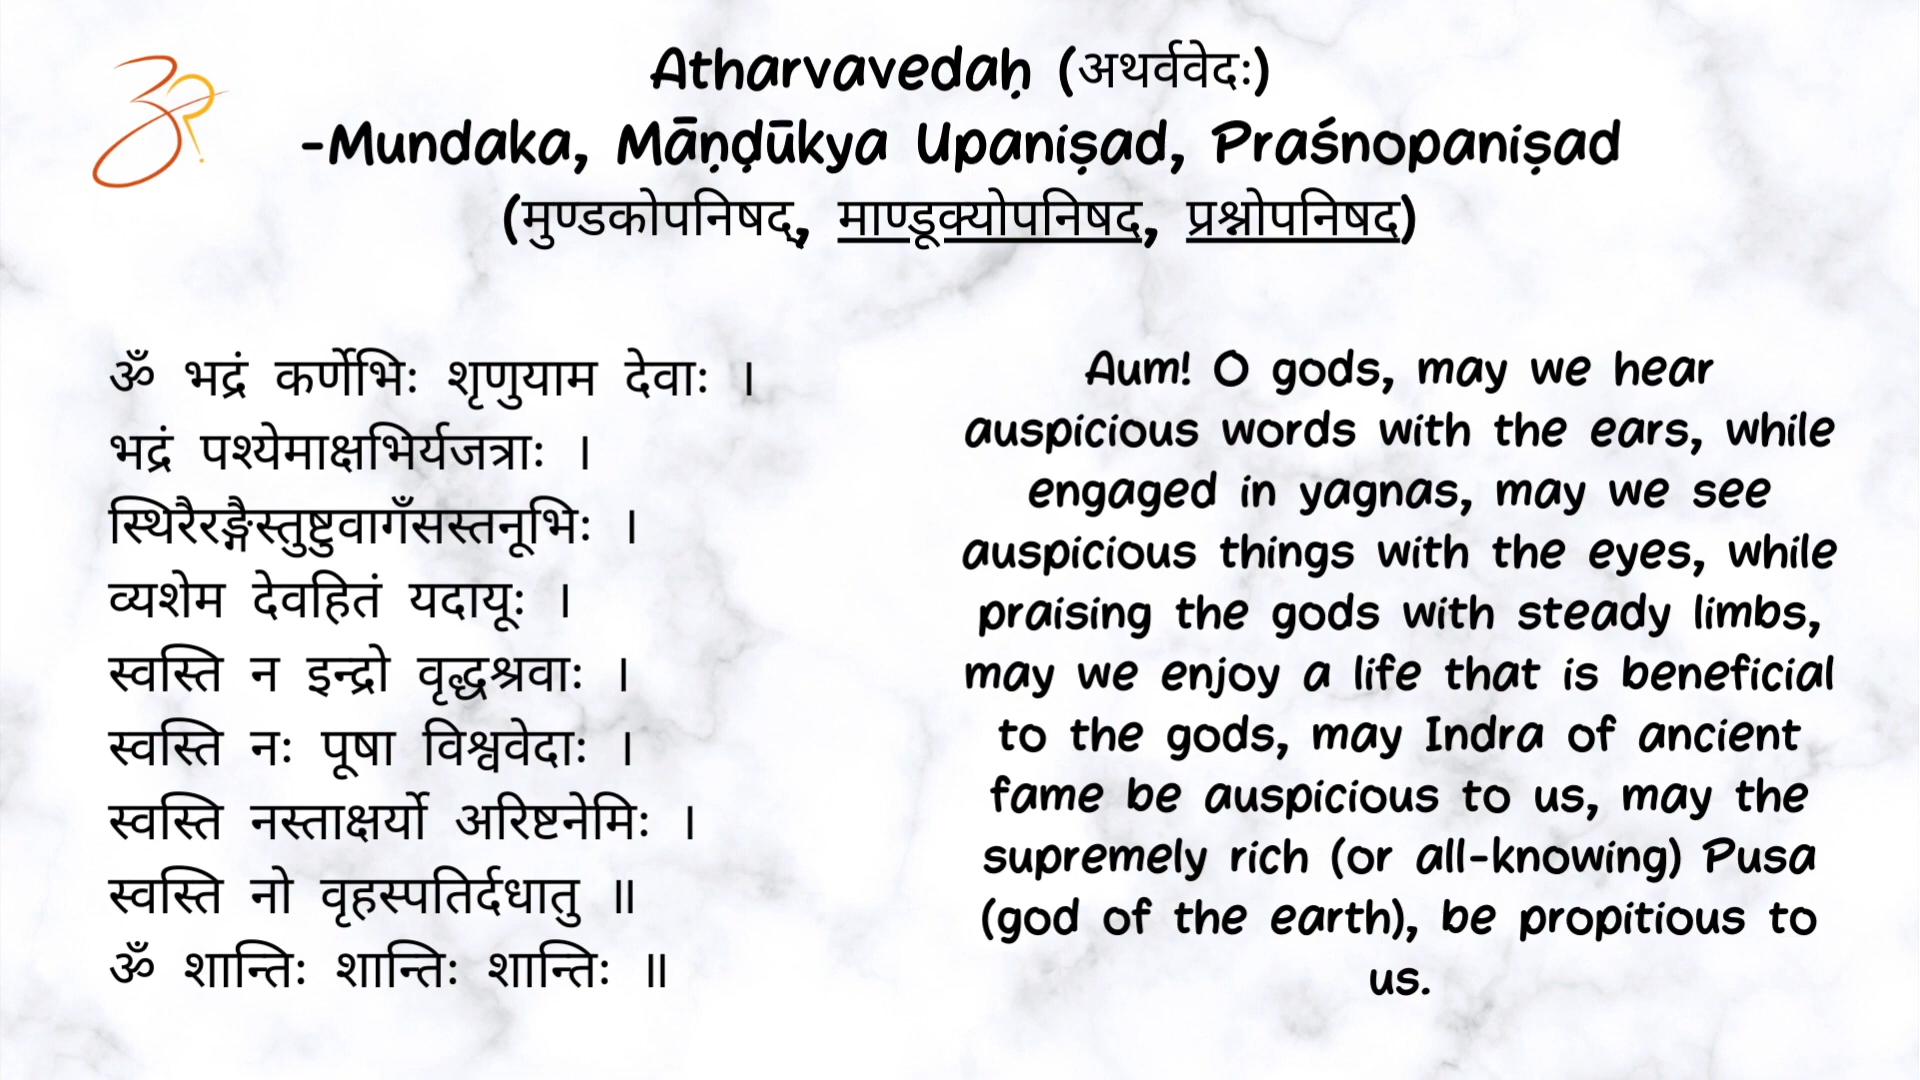 Atharvavedaḥ (अथर्ववेदः)
-Mundaka, Māṇḍūkya Upaniṣad, Praśnopaniṣad
(मुण्डकोपनिषद्, माण्डूक्योपनिषद, प्रश्नोपनिषद)
ॐ भद्रं कर्णेभिः शृणुयाम देवाः ।
भद्रं पश्येमाक्षभिर्यजत्राः ।
स्थिरैरङ्गैस्तुष्टुवागँसस्तनूभिः ।
व्यशेम देवहितं यदायूः ।
स्वस्ति न इन्द्रो वृद्धश्रवाः ।
स्वस्ति नः पूषा विश्ववेदाः ।
स्वस्ति नस्ताक्षर्यो अरिष्टनेमिः ।
स्वस्ति नो वृहस्पतिर्दधातु ॥
ॐ शान्तिः शान्तिः शान्तिः ॥
Aum! O gods, may we hear
auspicious words with the ears, while
engaged in yagnas, may we see
auspicious things with the eyes, while
praising the gods with steady limbs,
may we enjoy a life that is beneficial
to the gods, may Indra of ancient
fame be auspicious to us, may the
supremely rich (or all-knowing) Pusa
(god of the earth), be propitious to
us.